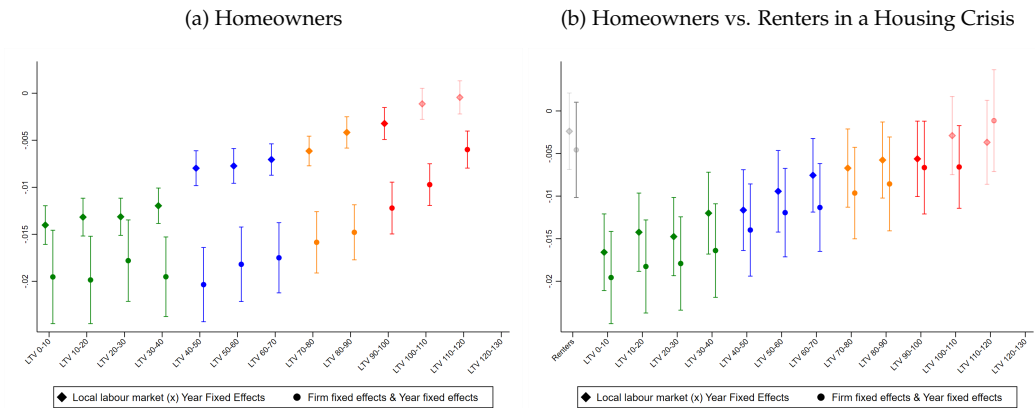 (a) Homeowners
(b) Homeowners vs. Renters in a Housing Crisis
0
-.005
-.01
-.015
-.02
LTV 0-10
LTV 10-20
LTV 20-30
LTV 30-40
LTV 40-50
LTV 50-60
LTV 60-70
LTV 70-80
LTV 80-90
LTV 90-100
LTV 100-110
LTV 110-120
LTV 120-130
Local labour market (x) Year Fixed Effects
Firm fixed effects & Year fixed effects
0
-.005
-.01
-.015
-.02
Renters
LTV 0-10
LTV 10-20
LTV 20-30
LTV 30-40
LTV 40-50
LTV 50-60
LTV 60-70
LTV 70-80
LTV 80-90
LTV 90-100
LTV 100-110
LTV 110-120
LTV 120-130
Local labour market (x) Year Fixed Effects
Firm fixed effects & Year fixed effects